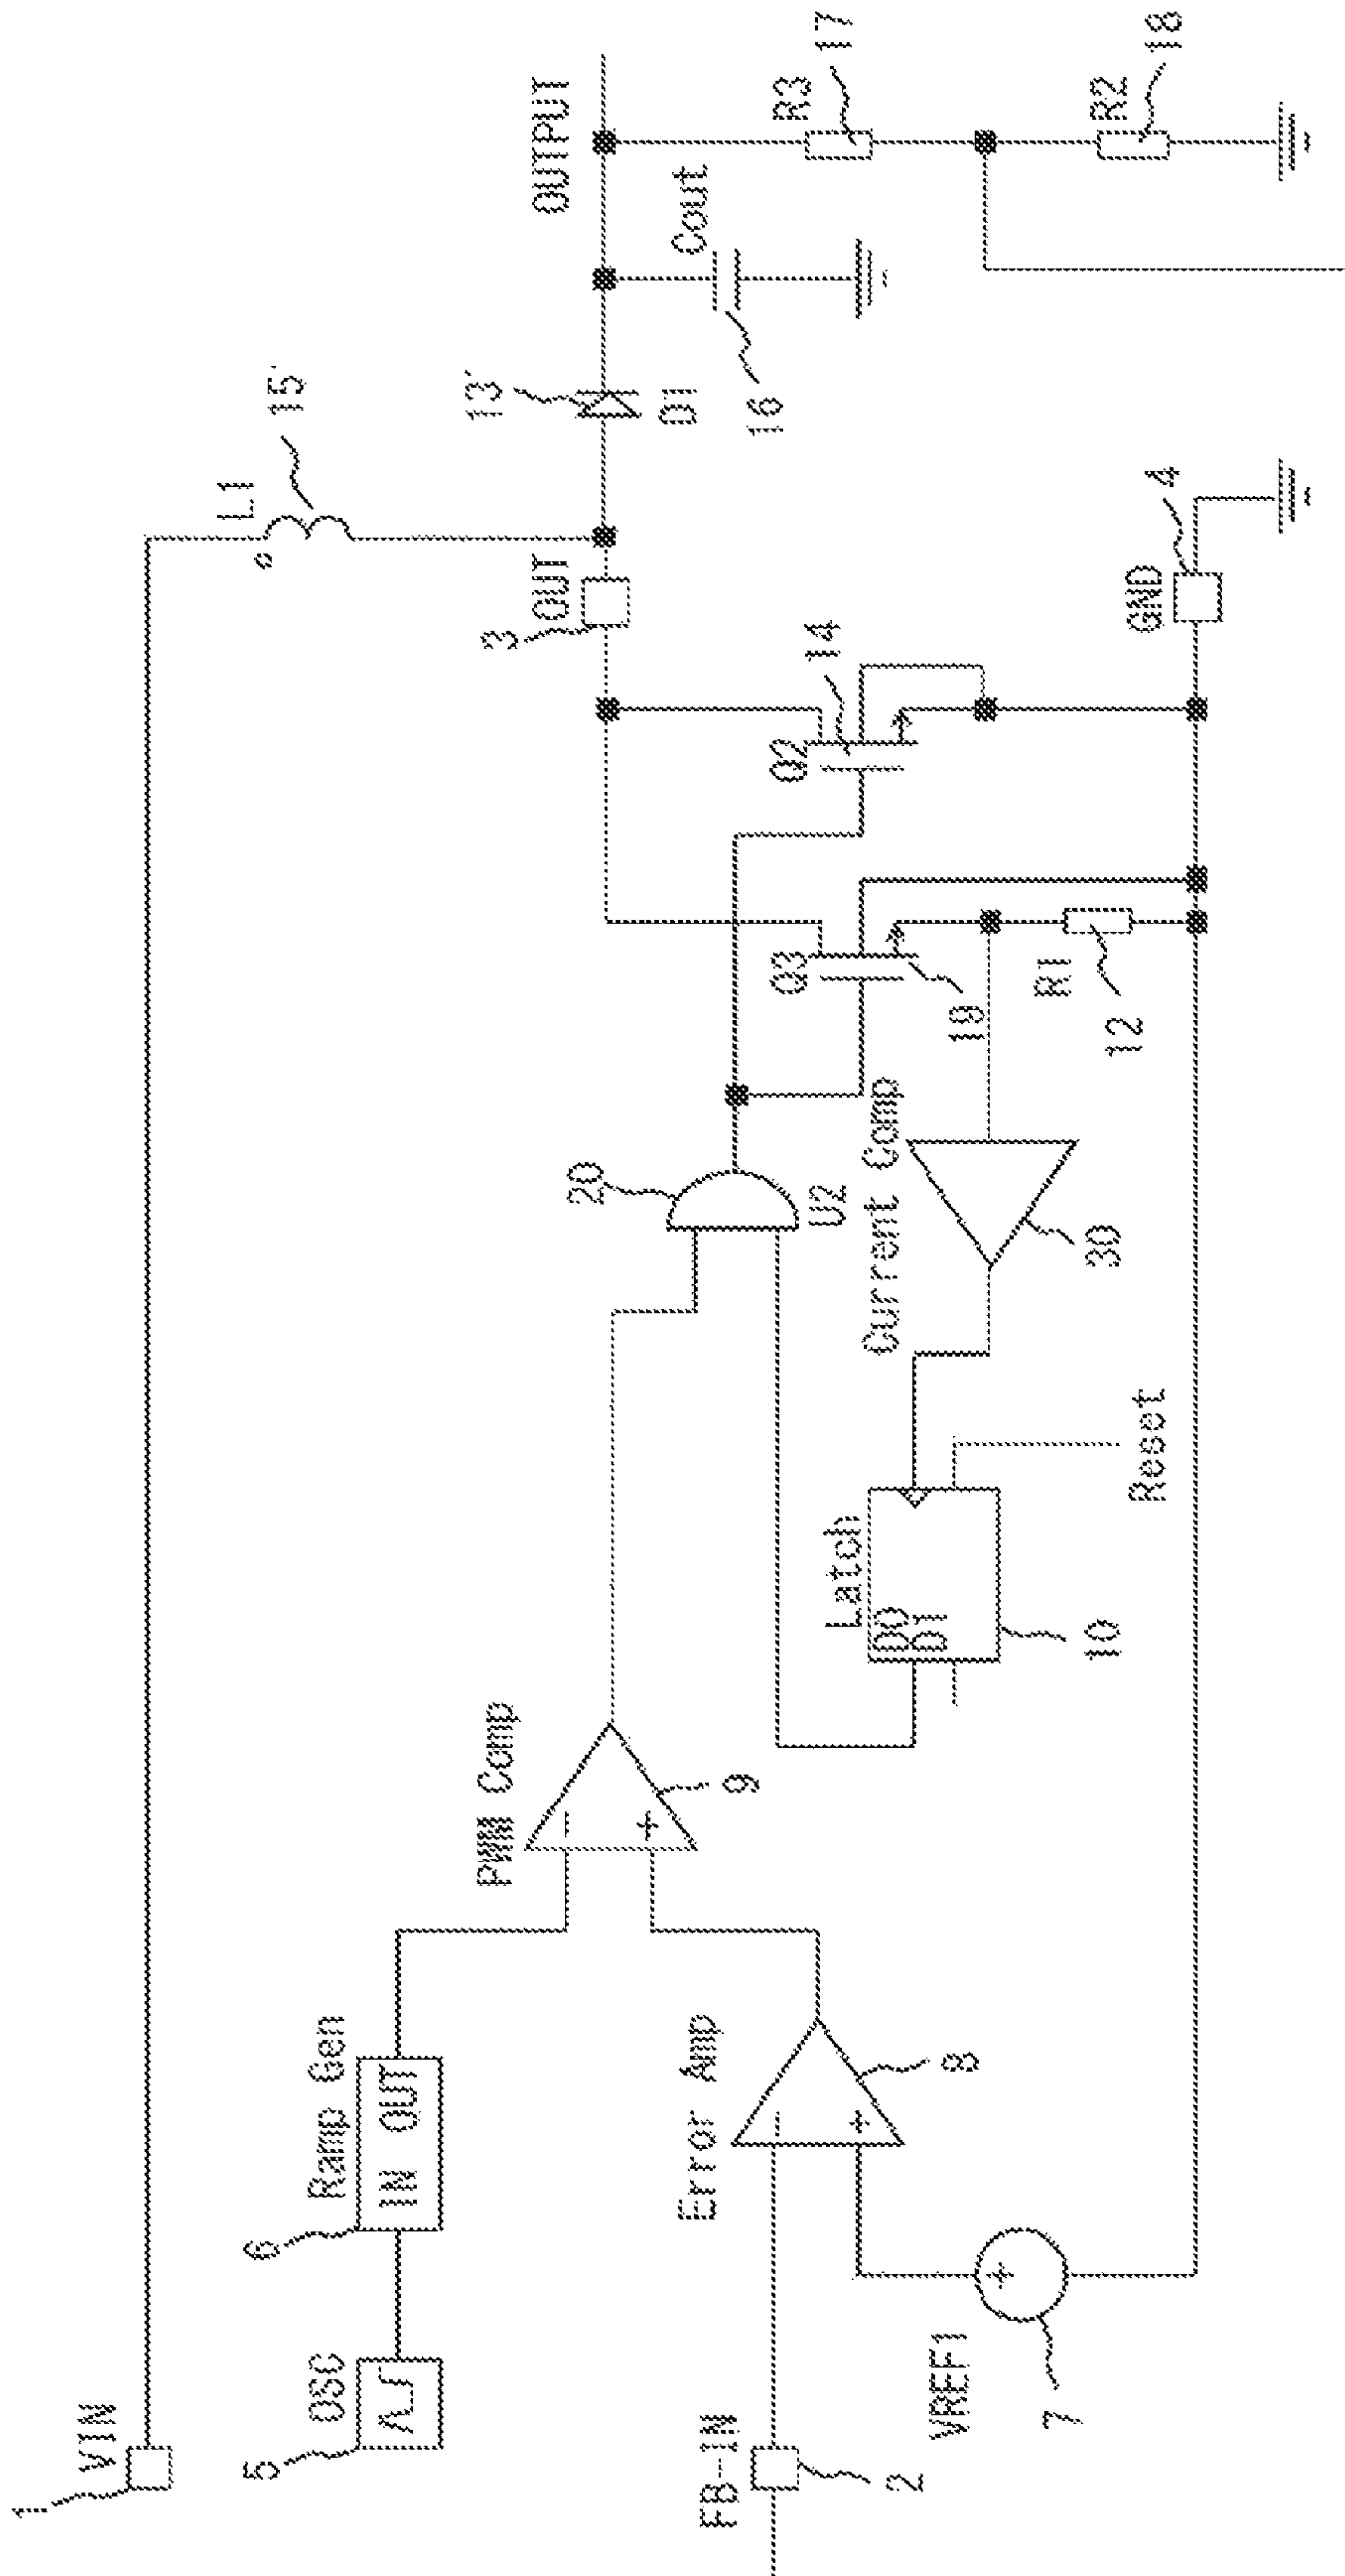 1
VIN
L1
15'
5
OSC
6
Ramp Gen
IN OUT
PWM Comp
9
20
U2
3
OUT
13'
D1
OUTPUT
Cout
16
R3
17
R2
18
FB-IN
2
Error Amp
8
VREF1
7
Latch
DO
DI
10
Reset
Current Comp
30
Q3
19
Q2
14
R1
12
GND
4